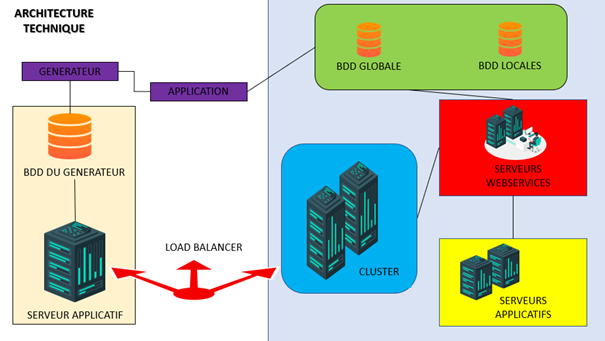 ARCHITECTURE
TECHNIQUE
GENERATEUR
APPLICATION
BDD GLOBALE
BDD LOCALES
BDD DU GENERATEUR
SERVEURS
WEBSERVICES
LOAD BALANCER
CLUSTER
SERVEUR APPLICATIF
SERVEURS
APPLICATIFS